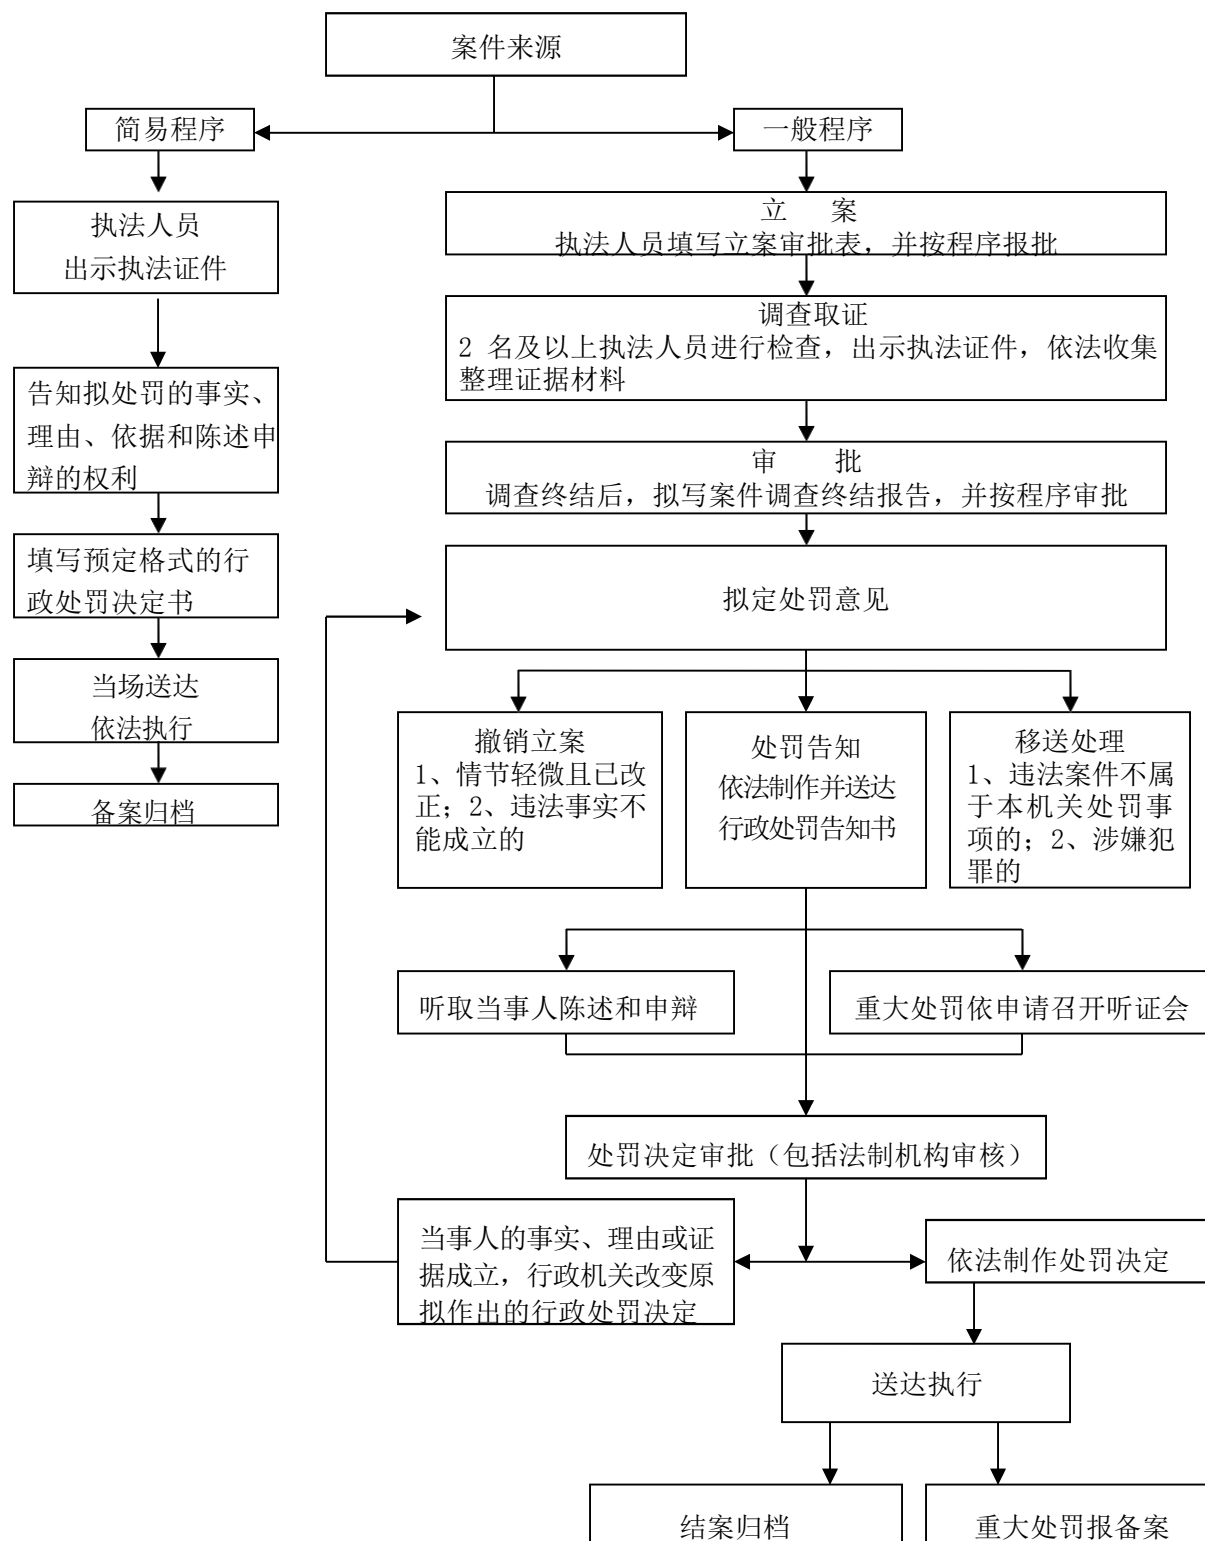 案件来源
简易程序
一般程序
执法人员
出示执法证件
告知拟处罚的事实、
理由、依据和陈述申
辩的权利
填写预定格式的行
政处罚决定书
当场送达
依法执行
备案归档
立 案
执法人员填写立案审批表，并按程序报批
调查取证
2 名及以上执法人员进行检查，出示执法证件，依法收集
整理证据材料
审 批
调查终结后，拟写案件调查终结报告，并按程序审批
拟定处罚意见
撤销立案
1、情节轻微且已改
正；2、违法事实不
能成立的
处罚告知
依法制作并送达
行政处罚告知书
移送处理
1、违法案件不属
于本机关处罚事
项的；2、涉嫌犯
罪的
听取当事人陈述和申辩
重大处罚依申请召开听证会
处罚决定审批（包括法制机构审核）
当事人的事实、理由或证
据成立，行政机关改变原
拟作出的行政处罚决定
依法制作处罚决定
送达执行
结案归档
重大处罚报备案